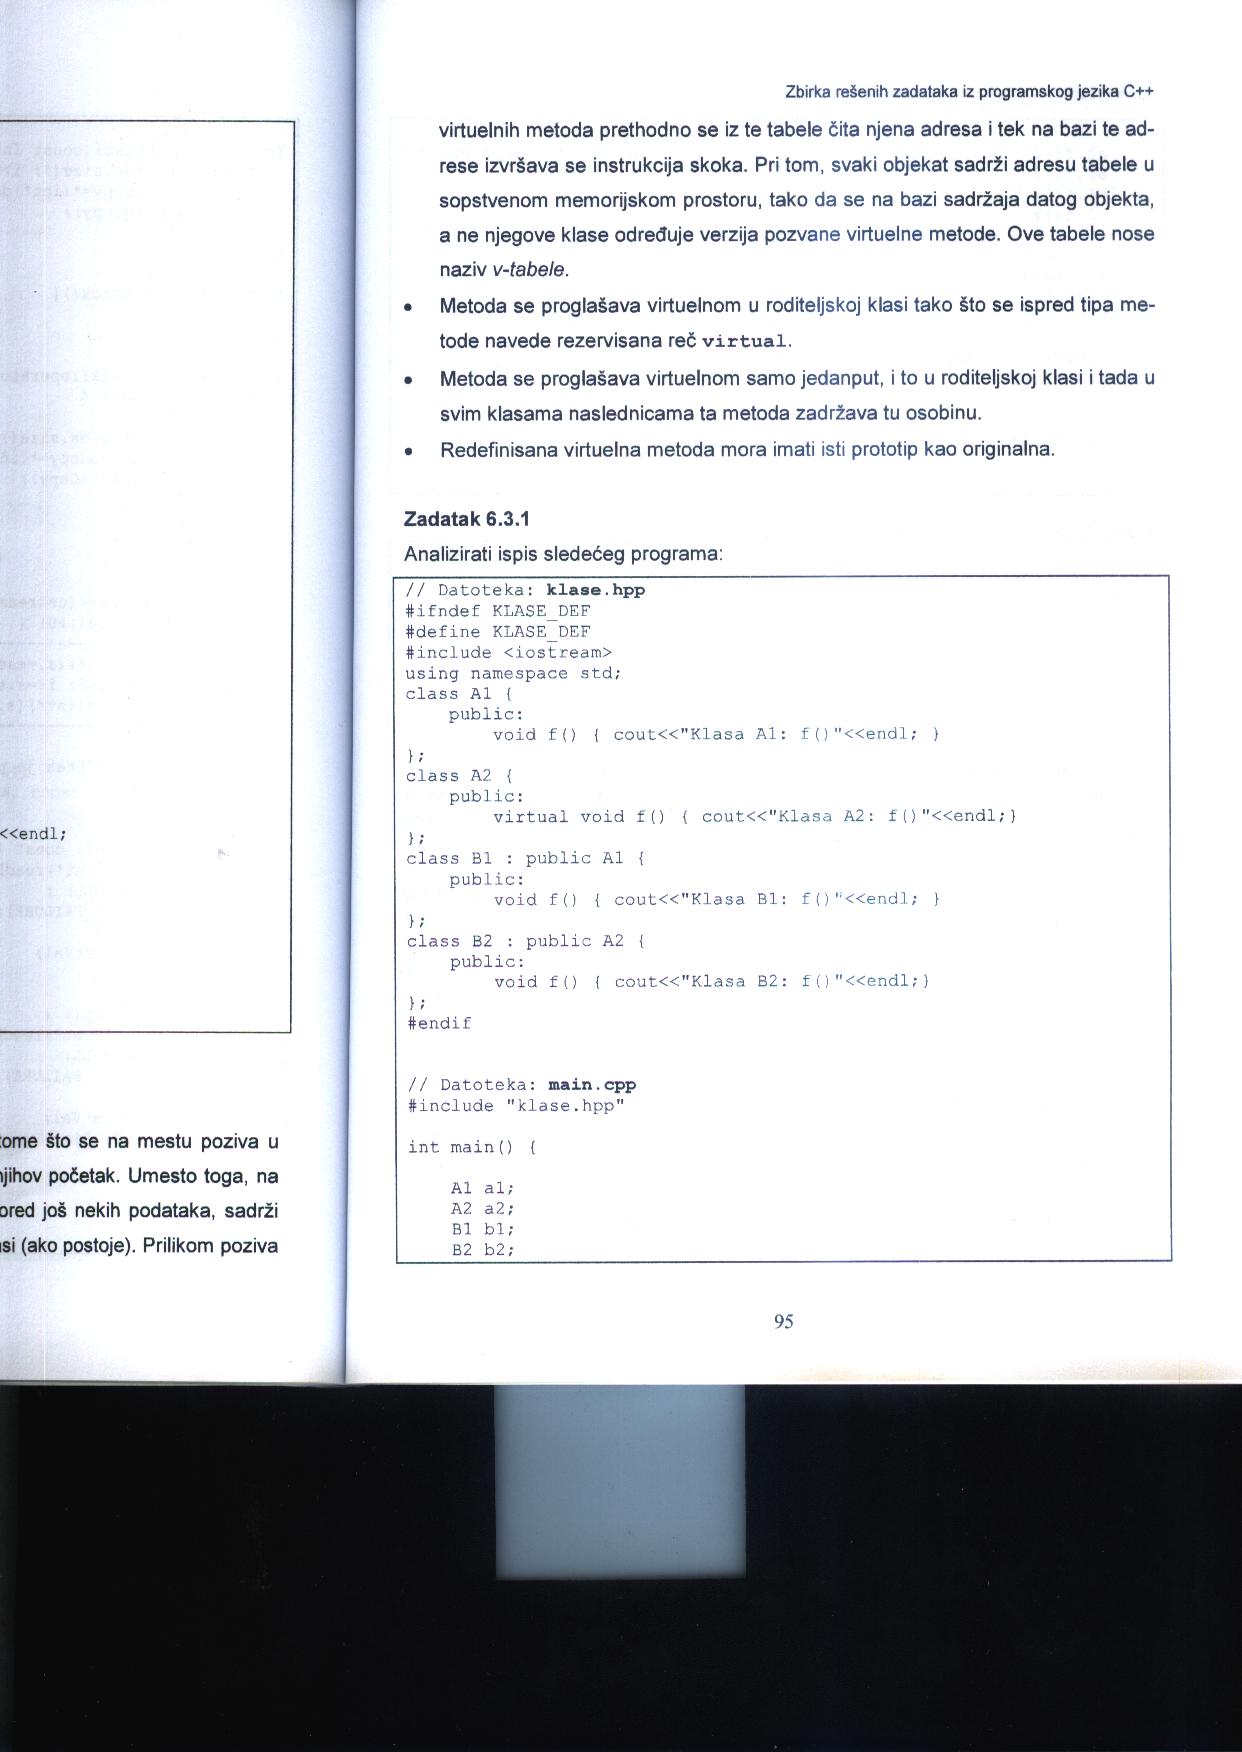 <<endl;
tome što se na mestu poziva u
njihov početak. Umesto toga, na
pored još nekih podataka, sadrži
si (ako postoje). Prilikom poziva
Zbirka rešenih zadataka iz programskog jezika C++
virtuelnih metoda prethodno se iz te tabele čita njena adresa i tek na bazi te ad-
rese izvršava se instrukcija skoka. Pri tom, svaki objekat sadrži adresu tabele u
sopstvenom memorijskom prostoru, tako da se na bazi sadržaja datog objekta,
a ne njegove klase određuje verzija pozvane virtuelne metode. Ove tabele nose
naziv v-tabele.
• Metoda se proglašava virtuelnom u roditeljskoj klasi tako što se ispred tipa me-
tode navede rezervisana reč virtual.
• Metoda se proglašava virtuelnom samo jedanput, i to u roditeljskoj klasi i tada u
svim klasama naslednicama ta metoda zadržava tu osobinu.
• Redefinisana virtuelna metoda mora imati isti prototip kao originalna.
Zadatak 6.3.1
Analizirati ispis sledećeg programa:
// Datoteka: klase.hpp
#ifndef KLASE_DEF
#define KLASE_DEF
#include <iostream>
using namespace std;
class A1 {
public:
void f() { cout<<"Klasa A1: f()"<<endl; }
};
class A2 {
public:
virtual void f() { cout<<"Klasa A2: f()"<<endl;}
};
class B1 : public A1 {
public:
void f() { cout<<"Klasa B1: f()"<<endl; }
};
class B2 : public A2 {
public:
void f() { cout<<"Klasa B2: f()"<<endl;}
};
#endif
// Datoteka: main.cpp
#include "klase.hpp"
int main() {
A1 a1;
A2 a2;
B1 b1;
B2 b2;
95